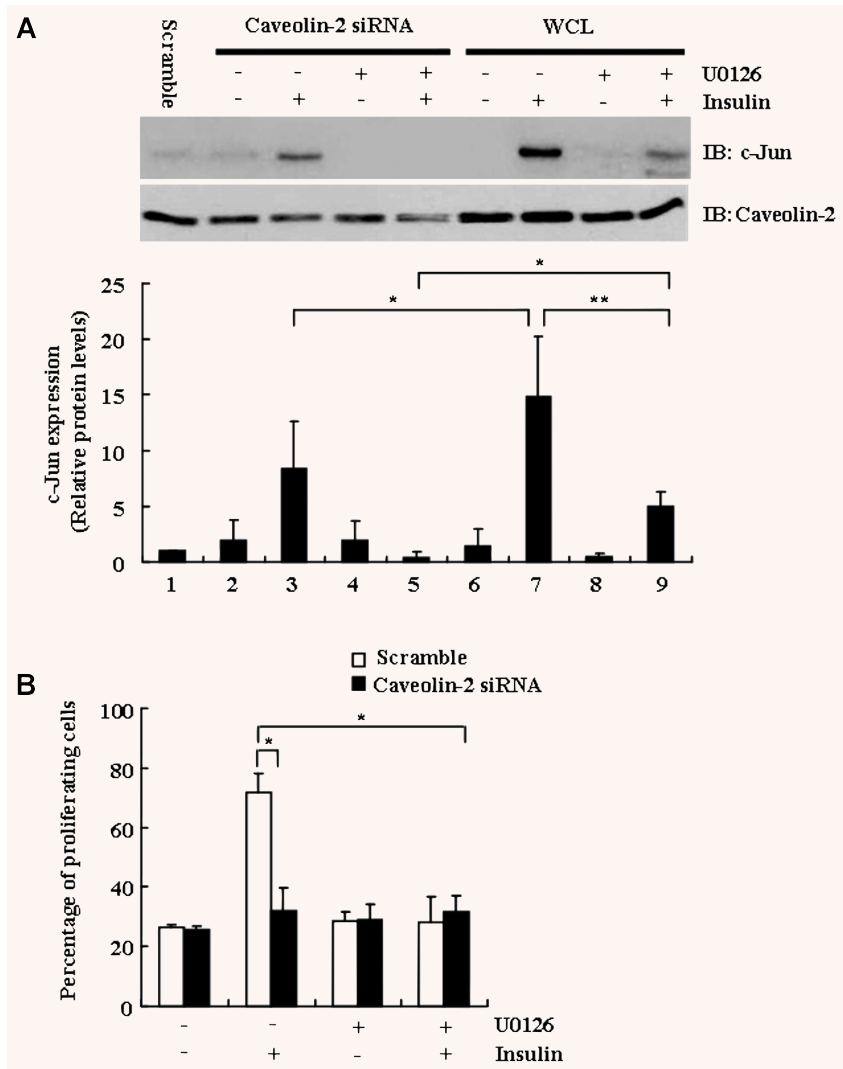 A
Scramble
Caveolin-2 siRNA WCL
- - + + - - + + U0126
- + - + - + - + Insulin
IB: c-Jun
IB: Caveolin-2
c-Jun expression
(Relative protein levels)
25
20
15
10
5
0
*
* **
1 2 3 4 5 6 7 8 9
B
Scramble
Caveolin-2 siRNA
Percentage of proliferating cells
100
80
60
40
20
0
*
*
- - + + U0126
- + - + Insulin